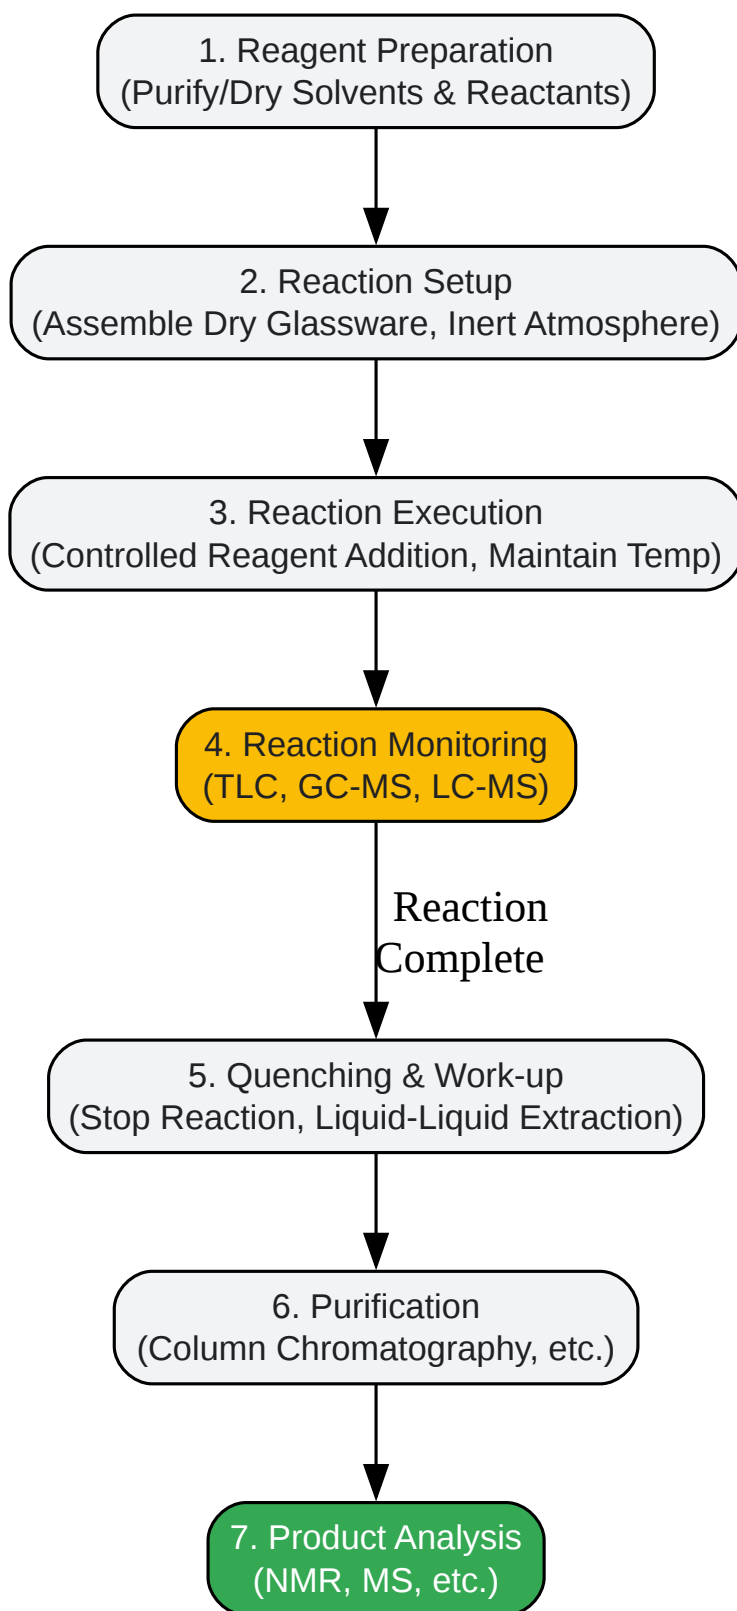 1. Reagent Preparation
(Purify/Dry Solvents & Reactants)
2. Reaction Setup
(Assemble Dry Glassware, Inert Atmosphere)
3. Reaction Execution
(Controlled Reagent Addition, Maintain Temp)
4. Reaction Monitoring
(TLC, GC-MS, LC-MS)
Reaction
Complete
5. Quenching & Work-up
(Stop Reaction, Liquid-Liquid Extraction)
6. Purification
(Column Chromatography, etc.)
7. Product Analysis
(NMR, MS, etc.)